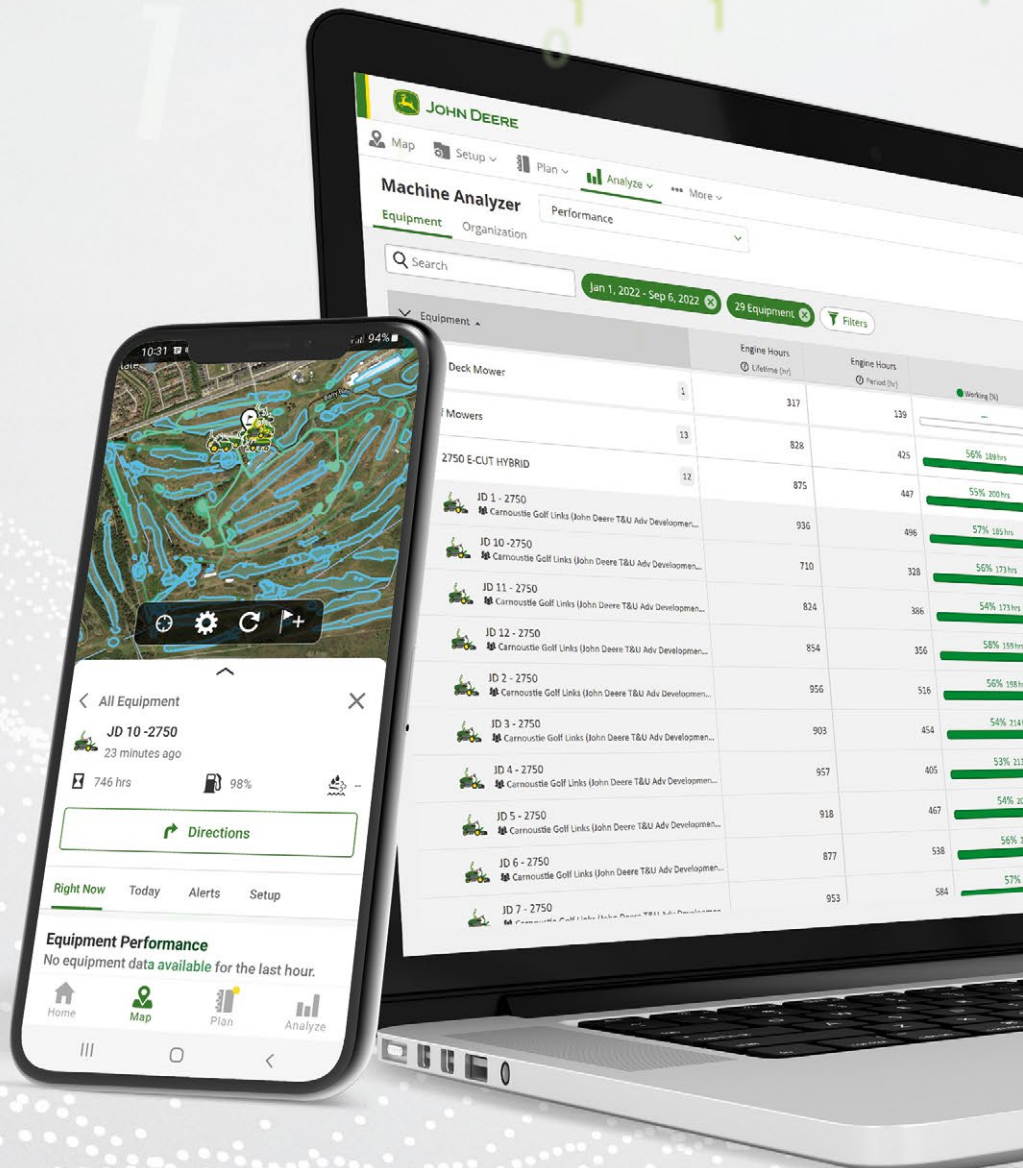 JOHN DEERE
Map Setup Plan Analyze ••• More
Machine Analyzer Performance
Equipment Organization
Search Jan 1, 2022 - Sep 6, 2022 29 Equipment Filters
Equipment Engine Hours Engine Hours
Lifetime (hr) Period (hr) Working (%)
Deck Mower 1 317 139 --
Mowers 13 828 425 56% 189 hrs
2750 E-CUT HYBRID 12 875 447 55% 200 hrs
JD 1 - 2750 936 496 57% 185 hrs
Carnoustie Golf Links (John Deere T&U Adv Developmen...
JD 10 -2750 710 328 56% 173 hrs
Carnoustie Golf Links (John Deere T&U Adv Developmen...
JD 11 - 2750 824 386 54% 173 hrs
Carnoustie Golf Links (John Deere T&U Adv Developmen...
JD 12 - 2750 854 356 58%
Carnoustie Golf Links (John Deere T&U Adv Developmen...
JD 2 - 2750 956 516 56%
Carnoustie Golf Links (John Deere T&U Adv Developmen...
JD 3 - 2750 903 454 54%
Carnoustie Golf Links (John Deere T&U Adv Developmen...
JD 4 - 2750 957 405 53%
Carnoustie Golf Links (John Deere T&U Adv Developmen...
JD 5 - 2750 918 467 54%
Carnoustie Golf Links (John Deere T&U Adv Developmen...
JD 6 - 2750 877 538 56%
Carnoustie Golf Links (John Deere T&U Adv Developmen...
JD 7 - 2750 953 584 57%
10:31 94%
All Equipment
JD 10 -2750
23 minutes ago
746 hrs 98% --
Directions
Right Now Today Alerts Setup
Equipment Performance
No equipment data available for the last hour.
Home Map Plan Analyze